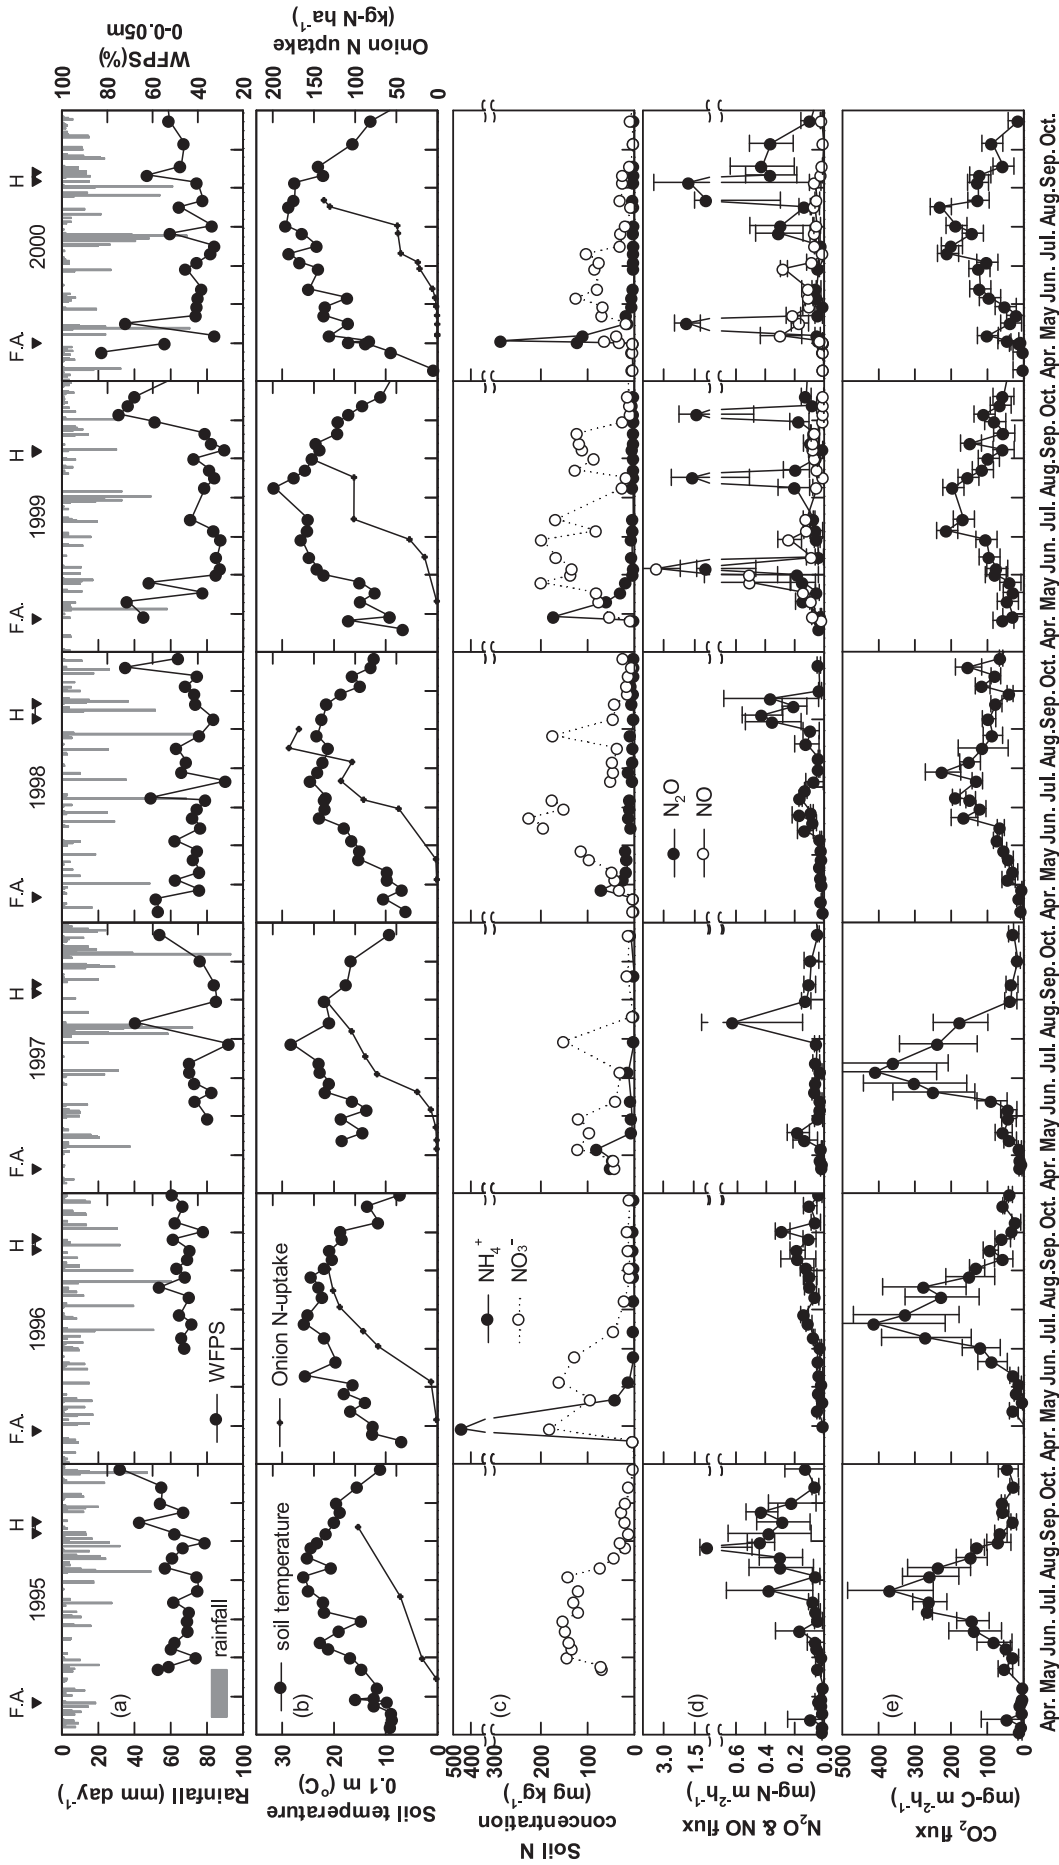 F.A. 1995 H F.A. 1996 H F.A. 1997 H F.A. 1998 H F.A. 1999 H F.A. 2000 H
Rainfall (mm day⁻¹)
0
20
40
60
80
100
(a)
rainfall
WFPS
100
80
60
40
20
WFPS(%)
0-0.05m
Soil temperature
0.1 m (°C)
30
20
10
0
(b)
soil temperature
Onion N-uptake
200
150
100
50
0
Onion N uptake
(kg-N ha⁻¹)
Soil N
concentration
(mg kg⁻¹)
500
400
300
200
100
0
(c)
NH₄⁺
NO₃⁻
N₂O & NO flux
(mg-N m⁻²h⁻¹)
3.0
1.5
0.6
0.4
0.2
0.0
(d)
N₂O
NO
CO₂ flux
(mg-C m⁻²h⁻¹)
500
400
300
200
100
0
(e)
Apr. May Jun. Jul. Aug.Sep. Oct. Apr. May Jun. Jul. Aug.Sep. Oct. Apr. May Jun. Jul. Aug.Sep. Oct. Apr. May Jun. Jul. Aug.Sep. Oct. Apr. May Jun. Jul. Aug.Sep. Oct. Apr. May Jun. Jul. Aug.Sep. Oct.